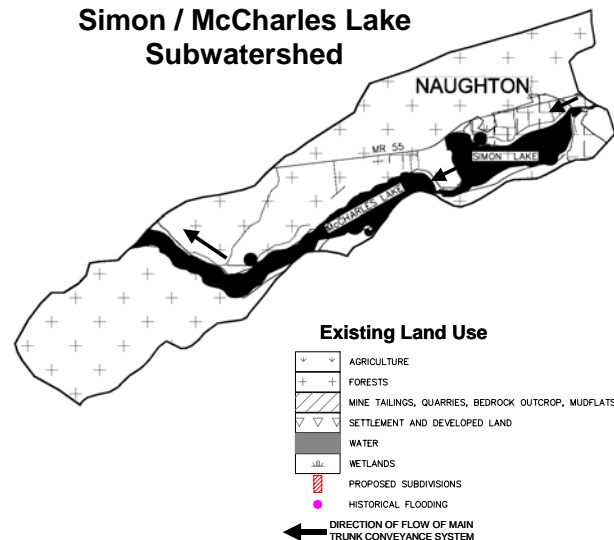 Simon / McCharles Lake
Subwatershed
NAUGHTON
MR 55
SIMON LAKE
McCHARLES LAKE
Existing Land Use
AGRICULTURE
FORESTS
MINE TAILINGS, QUARRIES, BEDROCK OUTCROP, MUDFLATS
SETTLEMENT AND DEVELOPED LAND
WATER
WETLANDS
PROPOSED SUBDIVISIONS
HISTORICAL FLOODING
DIRECTION OF FLOW OF MAIN
TRUNK CONVEYANCE SYSTEM